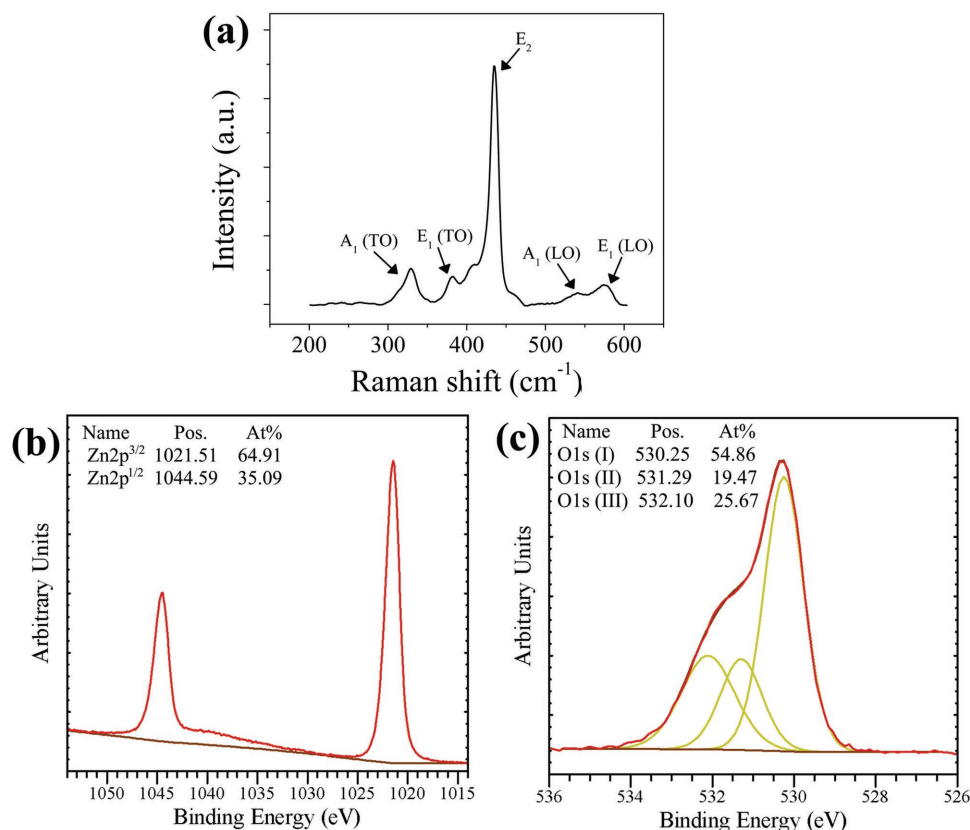 (a)
E2
A1 (TO)
E1 (TO)
A1 (LO)
E1 (LO)
Intensity (a.u.)
200 300 400 500 600
Raman shift (cm-1)
(b)
Name Pos. At%
Zn2p3/2 1021.51 64.91
Zn2p1/2 1044.59 35.09
Arbitrary Units
1050 1045 1040 1035 1030 1025 1020 1015
Binding Energy (eV)
(c)
Name Pos. At%
O1s (I) 530.25 54.86
O1s (II) 531.29 19.47
O1s (III) 532.10 25.67
Arbitrary Units
536 534 532 530 528 526
Binding Energy (eV)